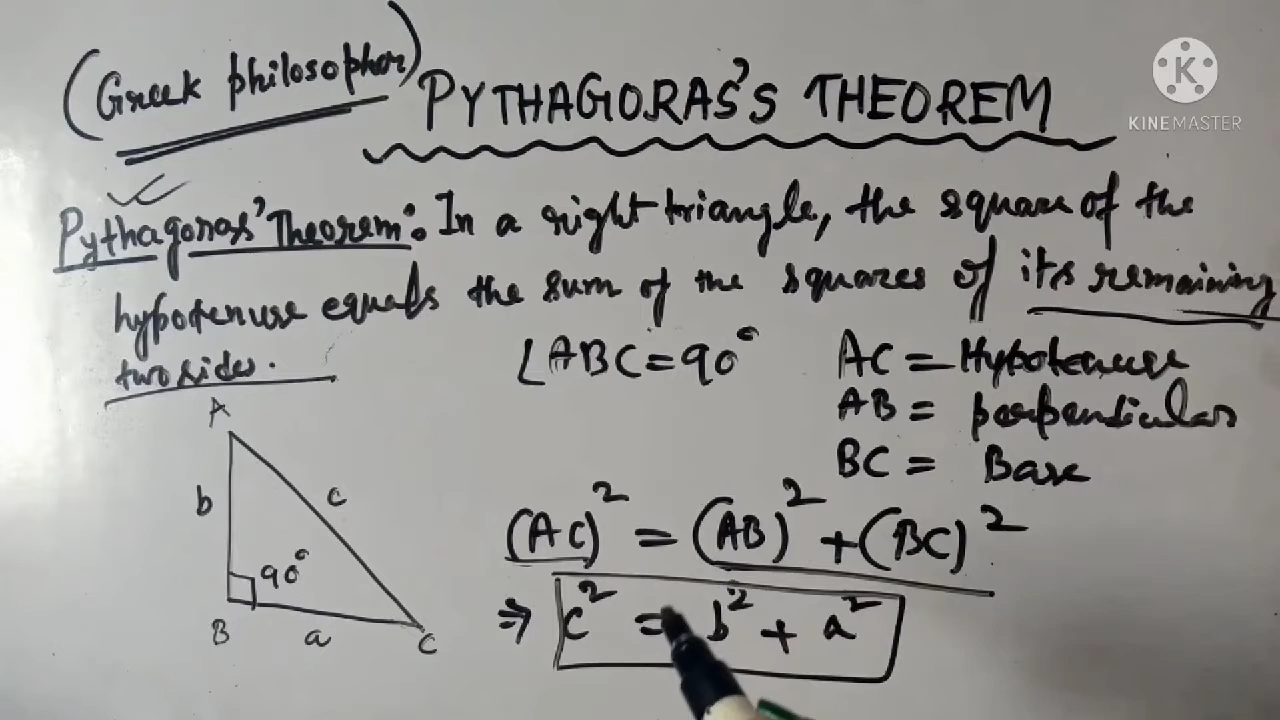 (Greek philosopher) PYTHAGORAS'S THEOREM
K
KINEMASTER
Pythagoras' Theorem:. In a right triangle, the square of the
hypotenuse equals the sum of the squares of its remaining
two sides.
∠ABC = 90°
AC = Hypotenuse
AB = perpendicular
BC = Base
A
b
c
90°
B
a
C
(AC)² = (AB)² + (BC)²
⇒ c² = b² + a²